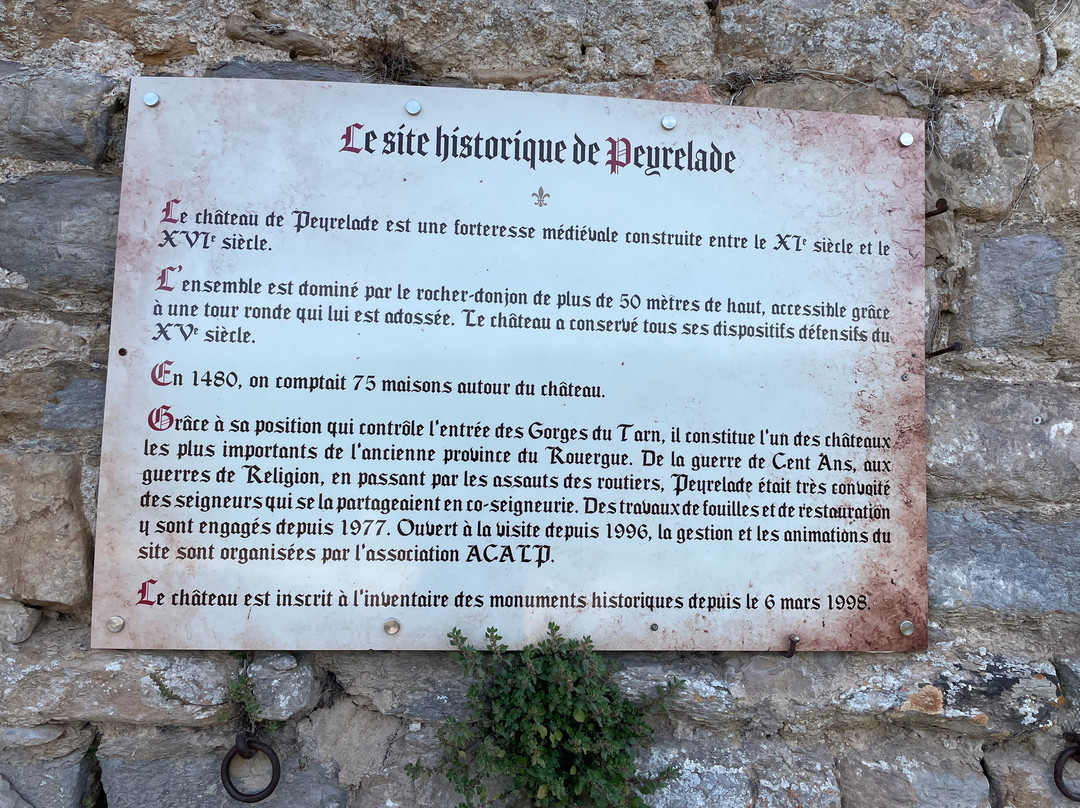 Le site historique de Peyrelade
Le château de Peyrelade est une forteresse médiévale construite entre le XIe siècle et le
XVIe siècle.
L'ensemble est dominé par le rocher-donjon de plus de 50 mètres de haut, accessible grâce
à une tour ronde qui lui est adossée. Le château a conservé tous ses dispositifs défensifs du
XVe siècle.
En 1480, on comptait 75 maisons autour du château.
Grâce à sa position qui contrôle l'entrée des Gorges du Tarn, il constitue l'un des châteaux
les plus importants de l'ancienne province du Rouergue. De la guerre de Cent Ans, aux
guerres de Religion, en passant par les assauts des routiers, Peyrelade était très convoité
des seigneurs qui se la partageaient en co-seigneurie. Des travaux de fouilles et de restauration
y sont engagés depuis 1977. Ouvert à la visite depuis 1996, la gestion et les animations du
site sont organisées par l'association ACALP.
Le château est inscrit à l'inventaire des monuments historiques depuis le 6 mars 1998.